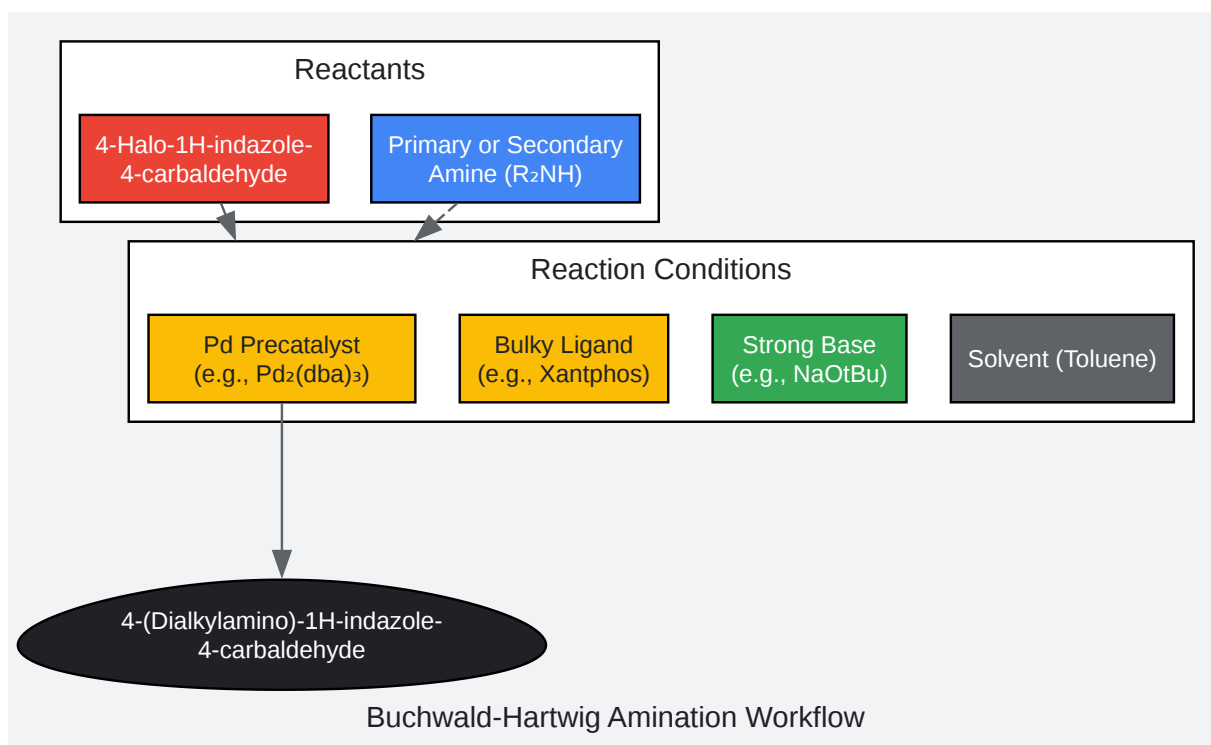 Reactants
4-Halo-1H-indazole-
4-carbaldehyde
Primary or Secondary
Amine (R₂NH)
Reaction Conditions
Pd Precatalyst
(e.g., Pd₂(dba)₃)
Bulky Ligand
(e.g., Xantphos)
Strong Base
(e.g., NaOtBu)
Solvent (Toluene)
4-(Dialkylamino)-1H-indazole-
4-carbaldehyde
Buchwald-Hartwig Amination Workflow